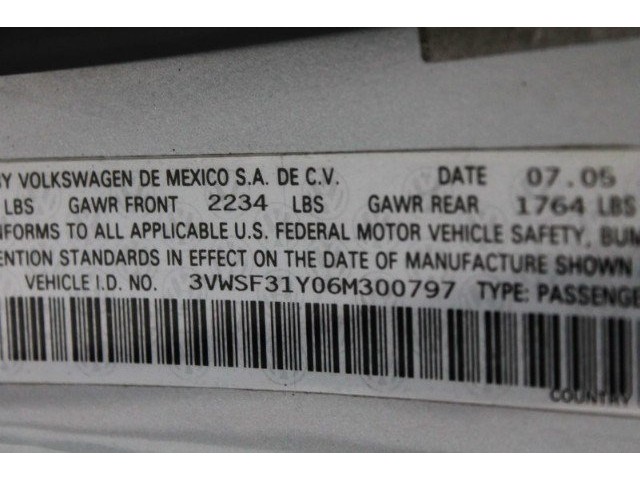 BY VOLKSWAGEN DE MEXICO S.A. DE C.V. DATE 07.05
LBS GAWR FRONT 2234 LBS GAWR REAR 1764 LBS
NFORMS TO ALL APPLICABLE U.S. FEDERAL MOTOR VEHICLE SAFETY, BUM
ENTION STANDARDS IN EFFECT ON THE DATE OF MANUFACTURE SHOWN
VEHICLE I.D. NO. 3VWSF31Y06M300797 TYPE: PASSENGE
COUNTRY